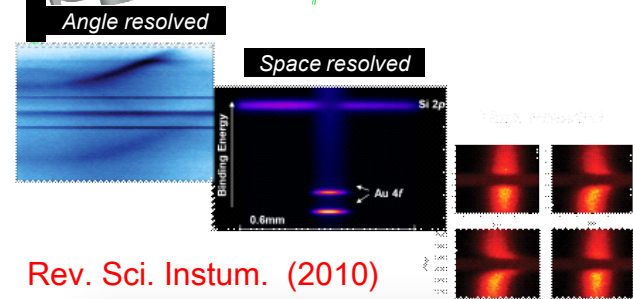 Angle resolved
Space resolved
Si 2p
Binding Energy
Au 4f
0.6mm
Rev. Sci. Instum. (2010)